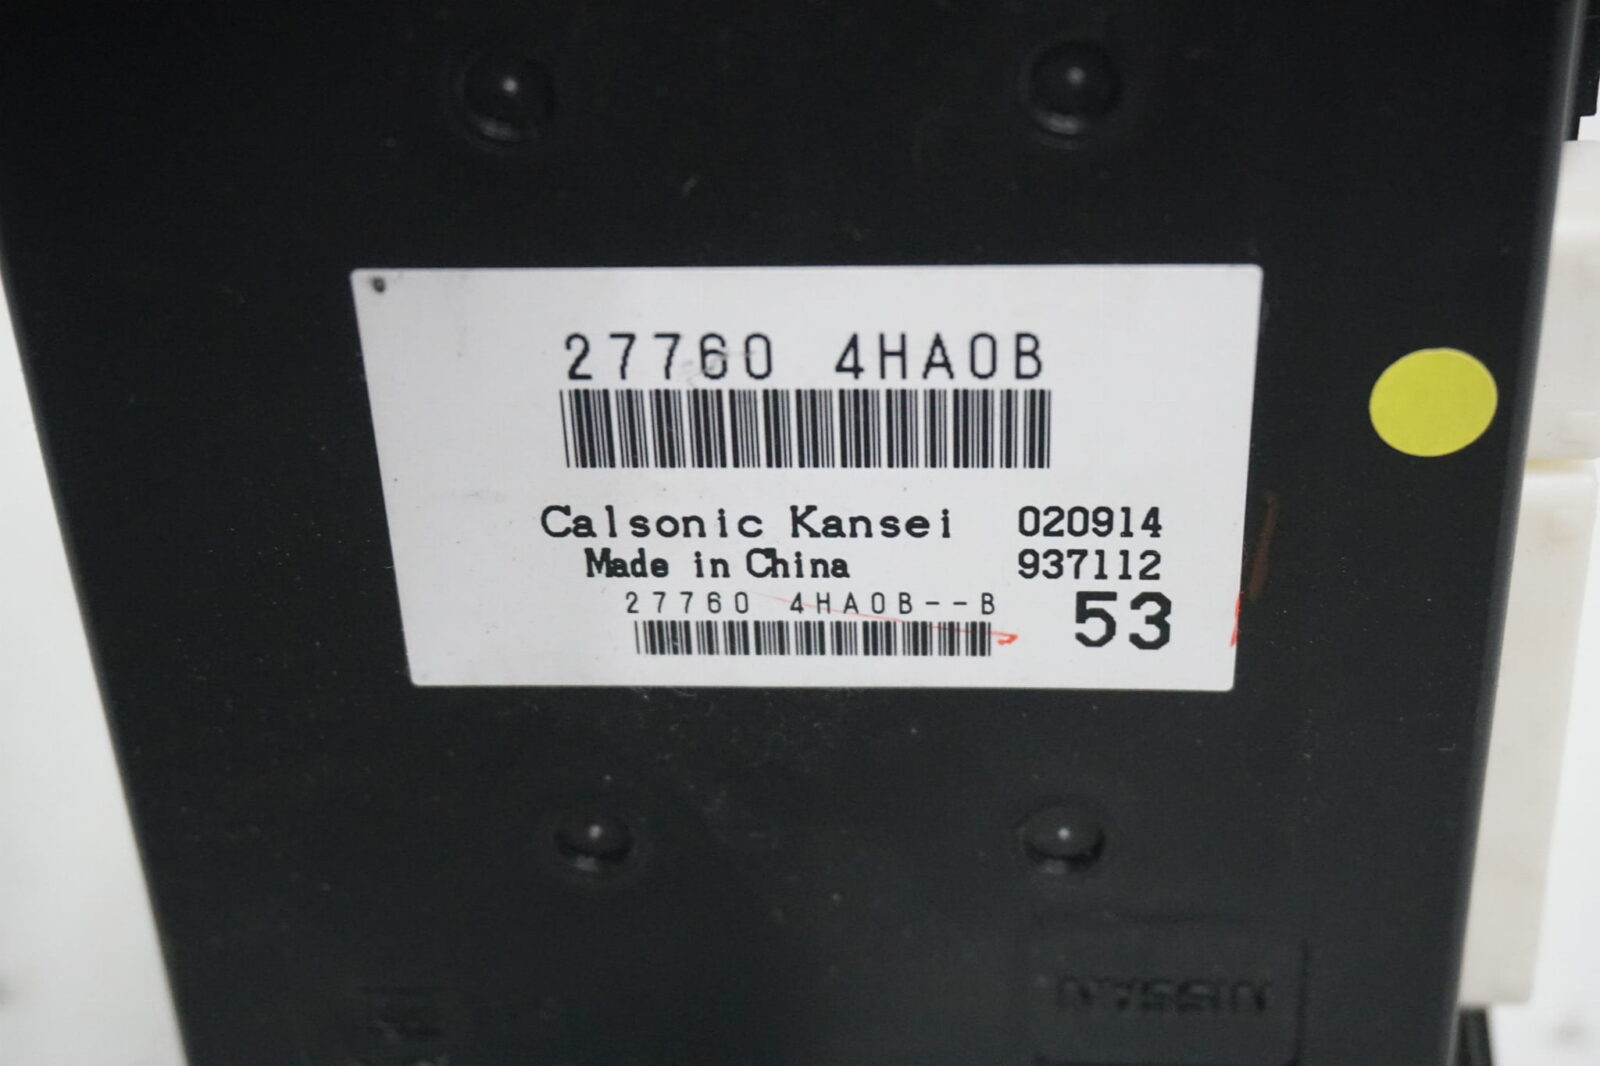 27760 4HA0B
Calsonic Kansei 020914
Made in China 937112
27760 4HA0B--B 53
NISSAN